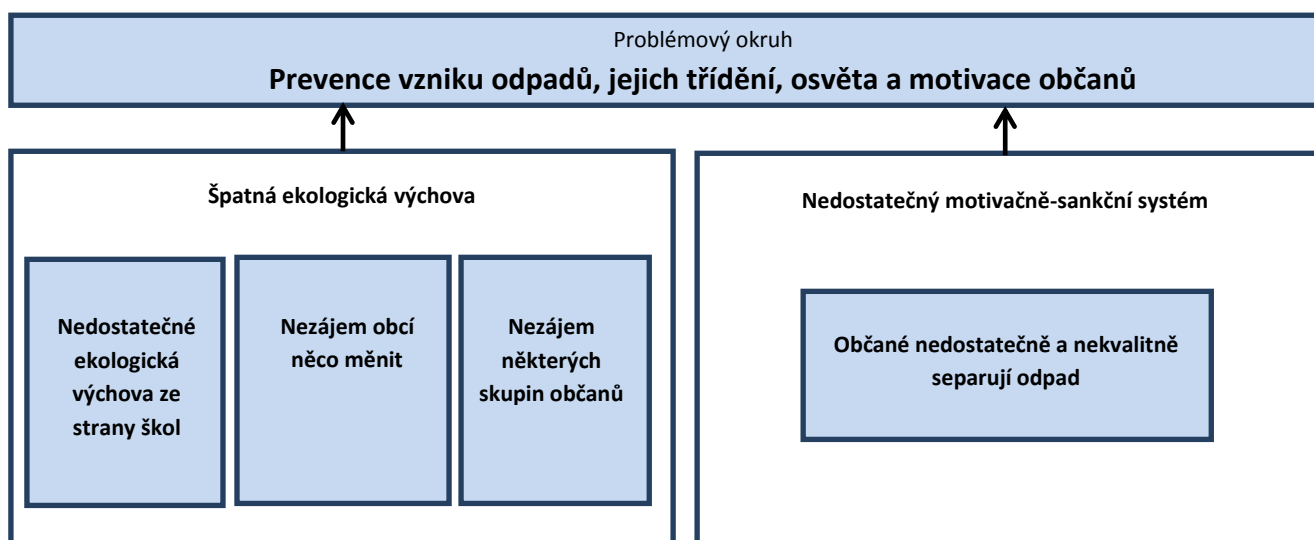 Problémový okruh
Prevence vzniku odpadů, jejich třídění, osvěta a motivace občanů
Špatná ekologická výchova
Nedostatečné
ekologická
výchova ze
strany škol
Nezájem obcí
něco měnit
Nezájem
některých
skupin občanů
Nedostatečný motivačně-sankční systém
Občané nedostatečně a nekvalitně
separují odpad